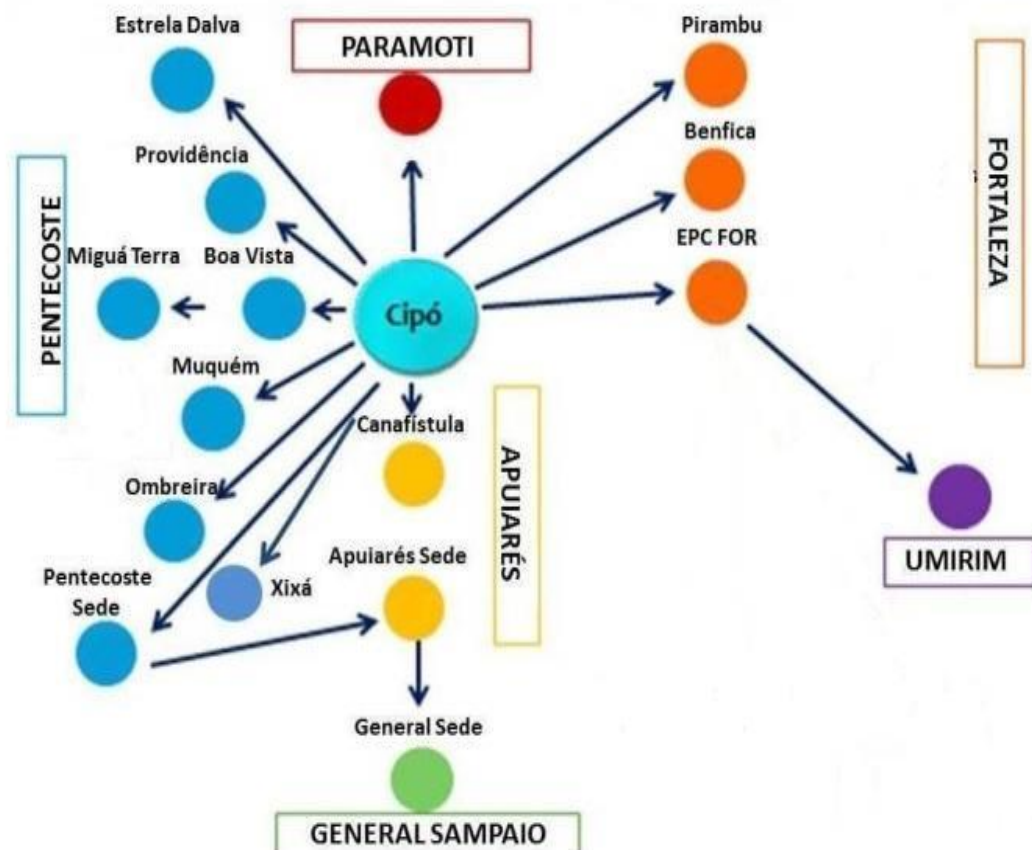 Estrela Dalva
PARAMOTI
Pirambu
Benfica
Providência
PENTECOSTE
FORTALEZA
Miguá Terra
Boa Vista
EPC FOR
Cipó
Muquém
Canafístula
APUIARÉS
Ombreira
Apuiarés Sede
Pentecoste
Sede
Xixá
UMIRIM
General Sede
GENERAL SAMPAIO